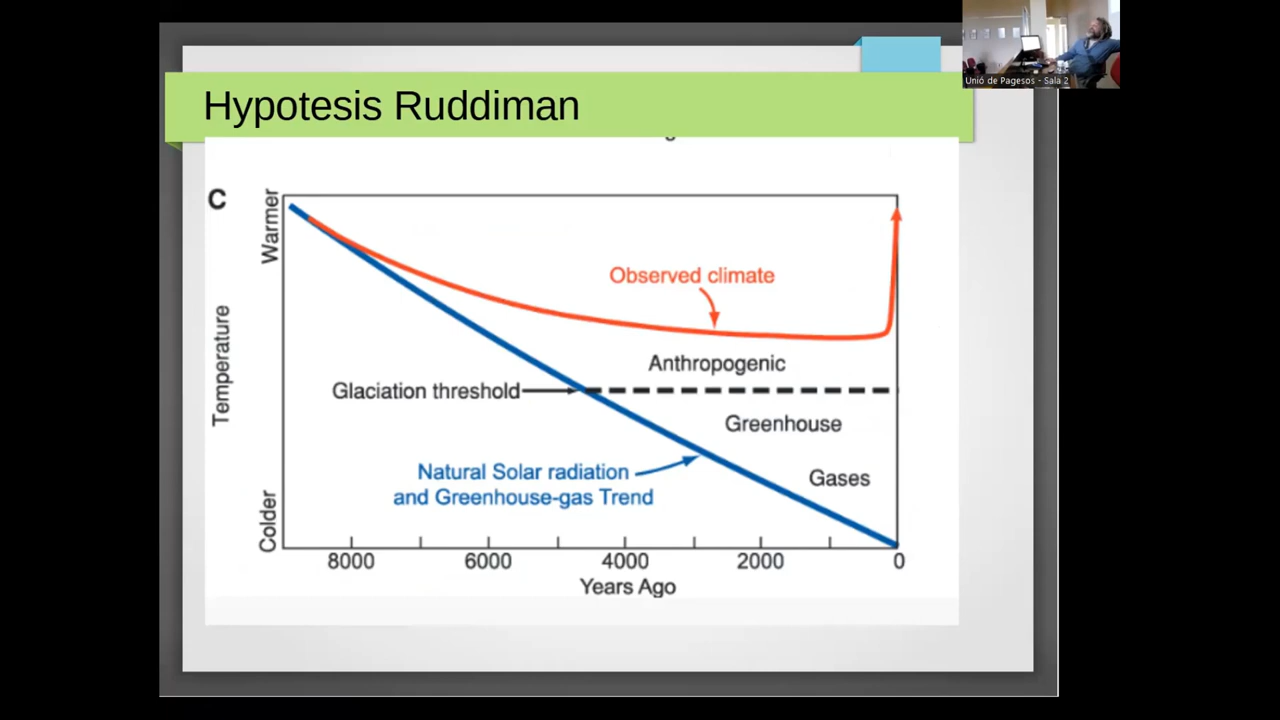 Unió de Pagesos - Sala 2
Hypotesis Ruddiman
C
Warmer
Temperature
Colder
Observed climate
Anthropogenic
Glaciation threshold
Greenhouse
Natural Solar radiation
and Greenhouse-gas Trend
Gases
8000 6000 4000 2000 0
Years Ago